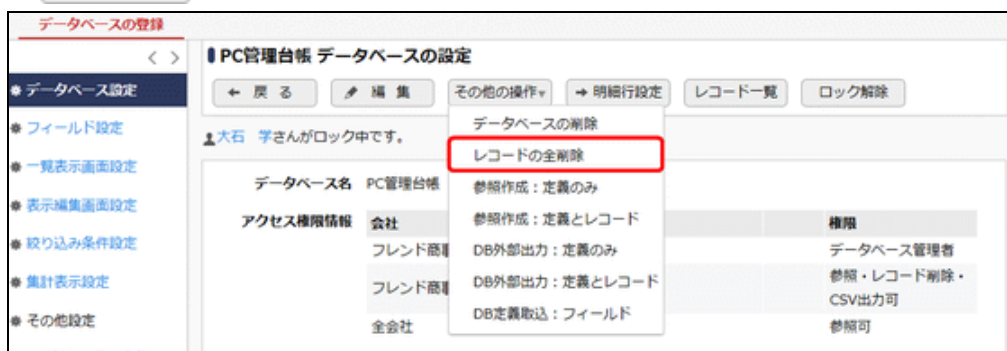 データベースの登録
< >
PC管理台帳 データベースの設定
データベース設定
← 戻 る
編 集
その他の操作▾
→ 明細行設定
レコード一覧
ロック解除
フィールド設定
大石 学さんがロック中です。
データベースの削除
レコードの全削除
参照作成：定義のみ
参照作成：定義とレコード
DB外部出力：定義のみ
DB外部出力：定義とレコード
DB定義取込：フィールド
一覧表示画面設定
表示編集画面設定
絞り込み条件設定
集計表示設定
その他設定
データベース名 PC管理台帳
アクセス権限情報 会社 権限
フレンド商 データベース管理者
フレンド商 参照・レコード削除・
CSV出力可
全会社 参照可